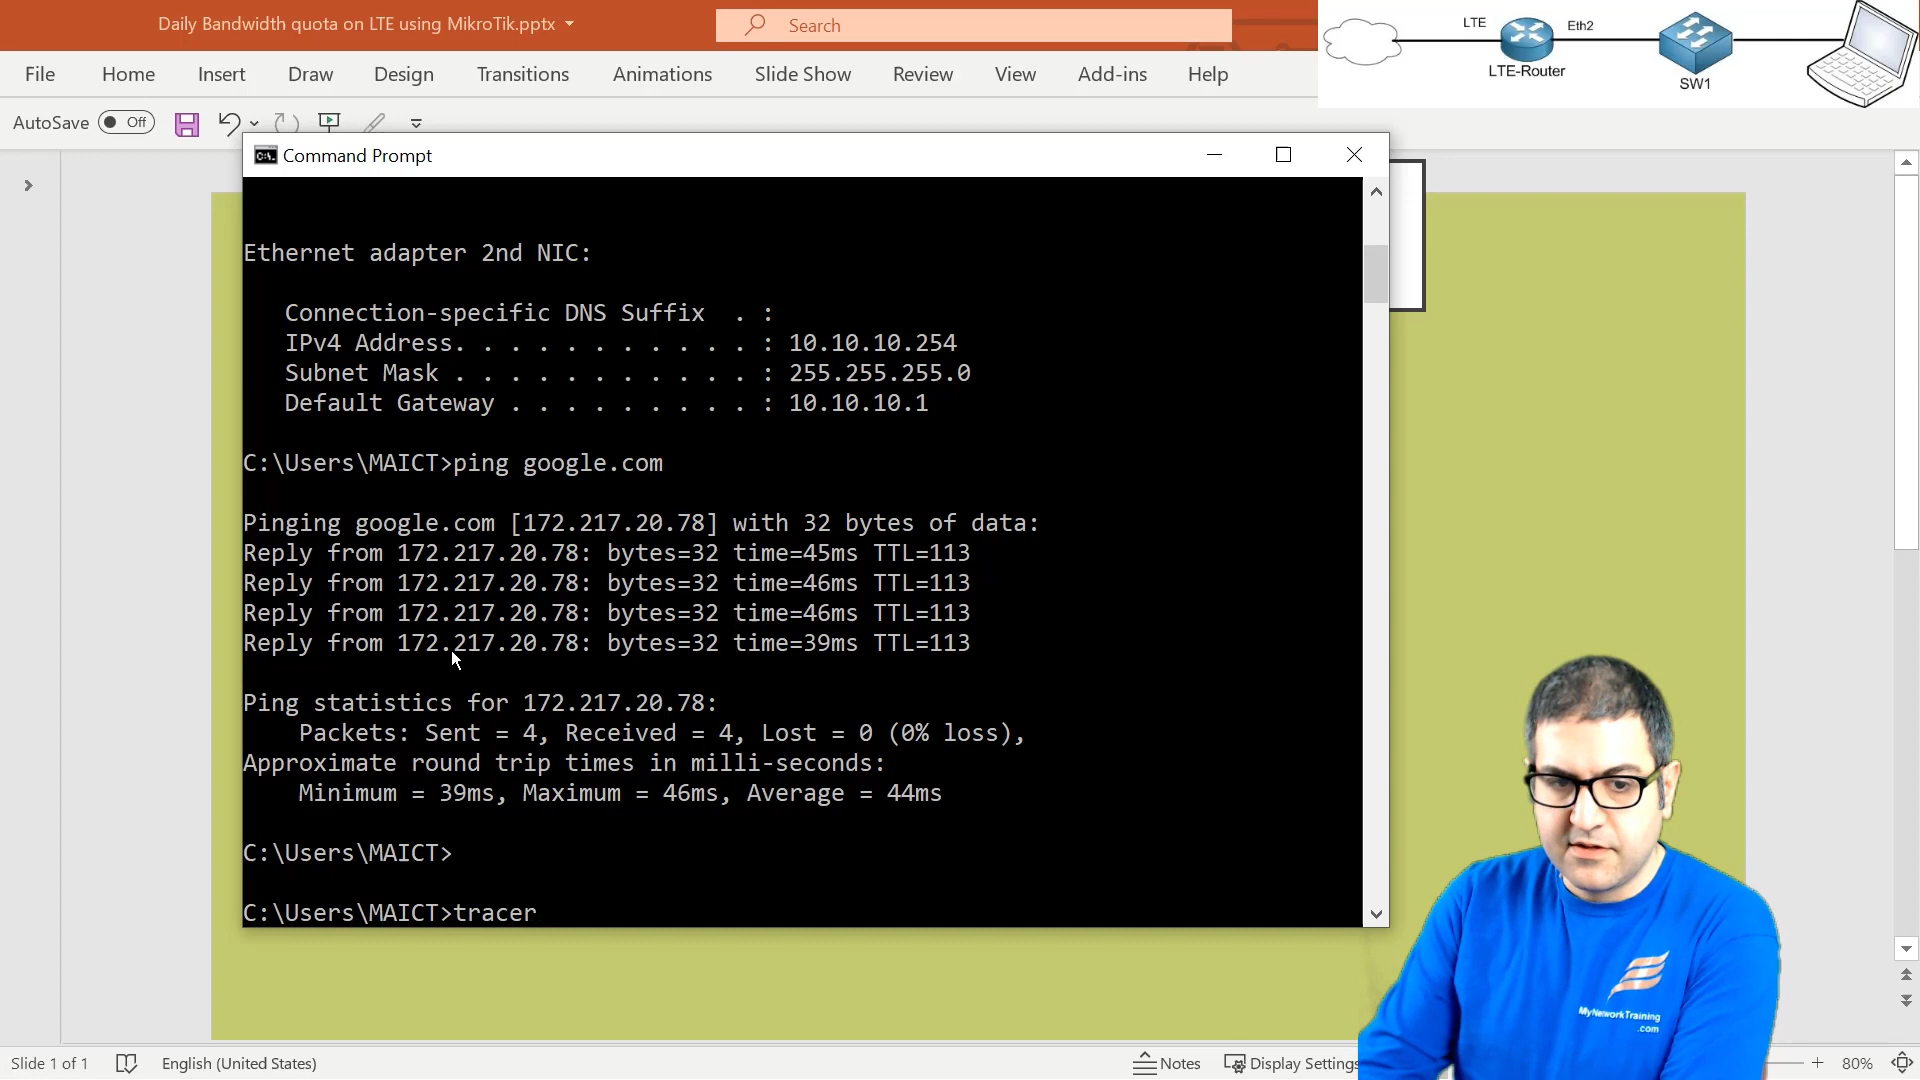 Daily Bandwidth quota on LTE using MikroTik.pptx
Search
File Home Insert Draw Design Transitions Animations Slide Show Review View Add-ins Help
AutoSave Off
LTE
Eth2
LTE-Router
SW1
Command Prompt
Ethernet adapter 2nd NIC:
Connection-specific DNS Suffix . :
IPv4 Address. . . . . . . . . . . : 10.10.10.254
Subnet Mask . . . . . . . . . . . : 255.255.255.0
Default Gateway . . . . . . . . . : 10.10.10.1
C:\Users\MAICT>ping google.com
Pinging google.com [172.217.20.78] with 32 bytes of data:
Reply from 172.217.20.78: bytes=32 time=45ms TTL=113
Reply from 172.217.20.78: bytes=32 time=46ms TTL=113
Reply from 172.217.20.78: bytes=32 time=46ms TTL=113
Reply from 172.217.20.78: bytes=32 time=39ms TTL=113
Ping statistics for 172.217.20.78:
Packets: Sent = 4, Received = 4, Lost = 0 (0% loss),
Approximate round trip times in milli-seconds:
Minimum = 39ms, Maximum = 46ms, Average = 44ms
C:\Users\MAICT>
C:\Users\MAICT>tracer
MyNetworkTraining
.com
Slide 1 of 1 English (United States) Notes Display Settings 80%